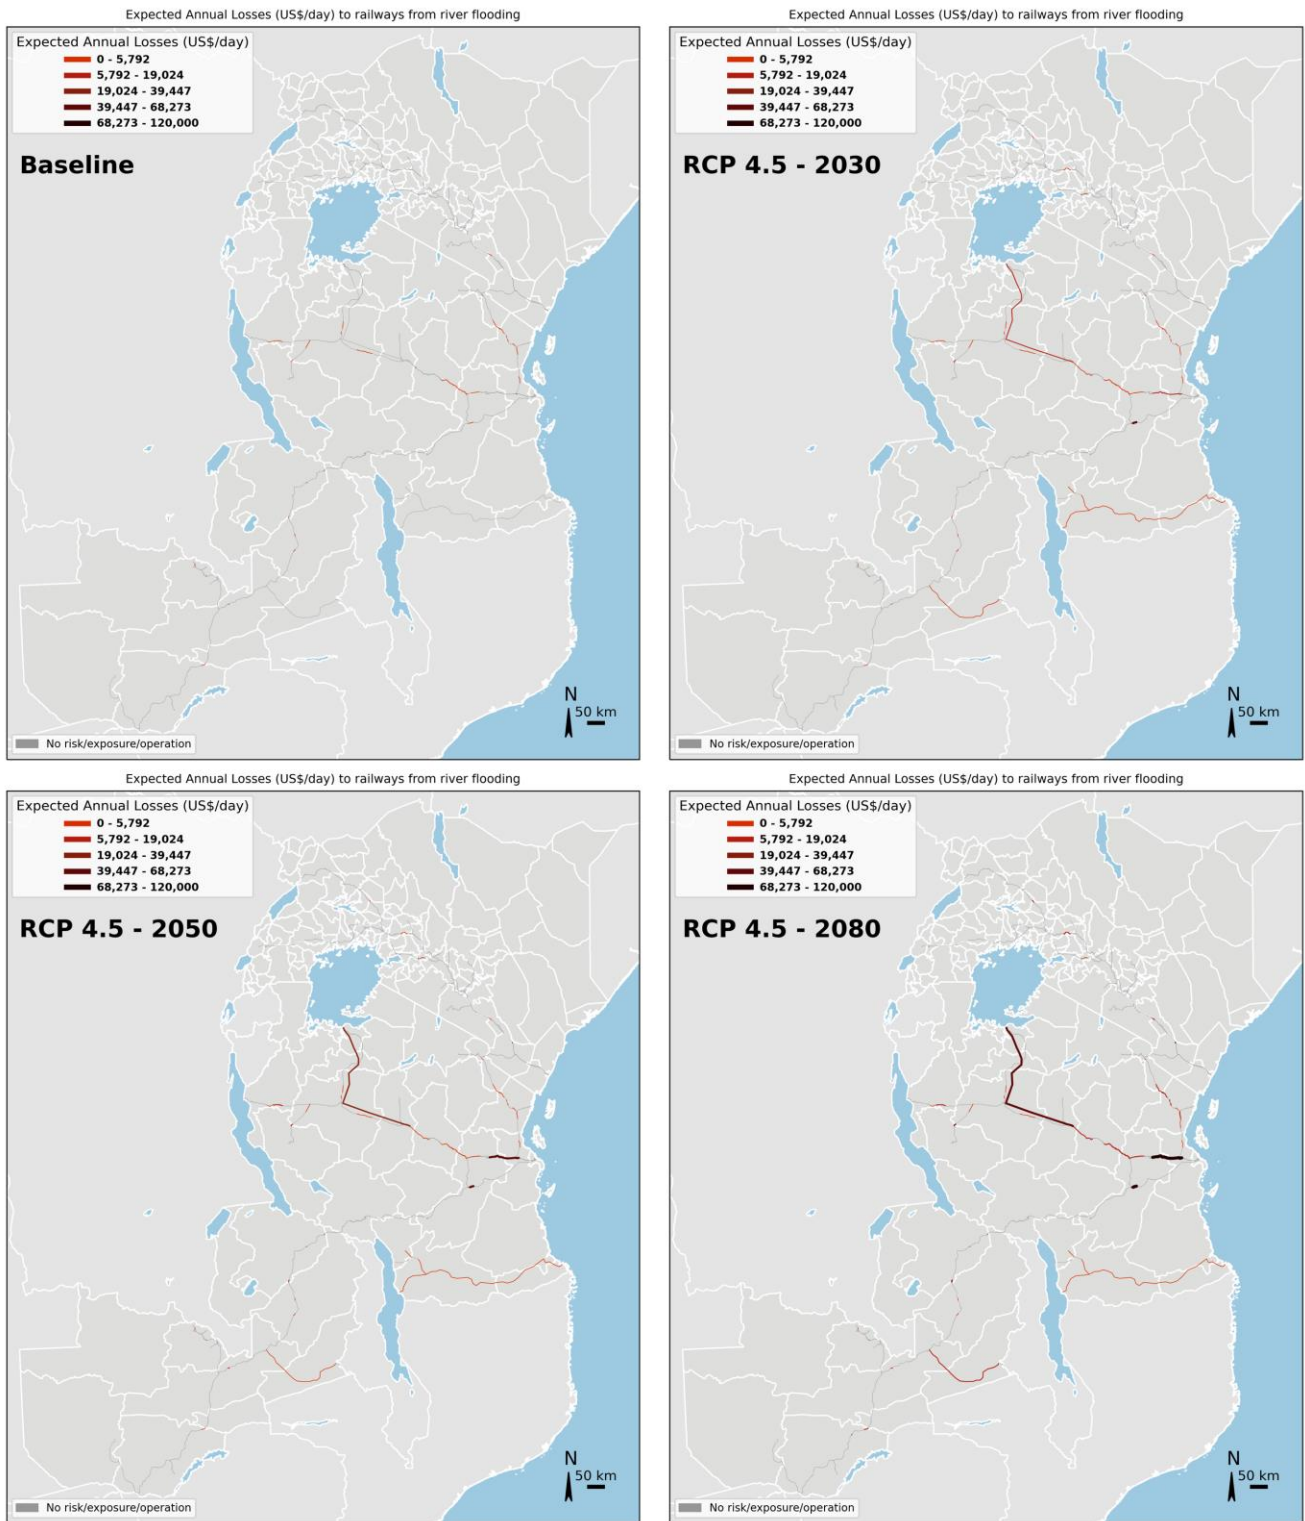 Expected Annual Losses (US$/day) to railways from river flooding
Expected Annual Losses (US$/day)
0 - 5,792
5,792 - 19,024
19,024 - 39,447
39,447 - 68,273
68,273 - 120,000
Baseline
N
50 km
No risk/exposure/operation
Expected Annual Losses (US$/day) to railways from river flooding
Expected Annual Losses (US$/day)
0 - 5,792
5,792 - 19,024
19,024 - 39,447
39,447 - 68,273
68,273 - 120,000
RCP 4.5 - 2030
N
50 km
No risk/exposure/operation
Expected Annual Losses (US$/day) to railways from river flooding
Expected Annual Losses (US$/day)
0 - 5,792
5,792 - 19,024
19,024 - 39,447
39,447 - 68,273
68,273 - 120,000
RCP 4.5 - 2050
N
50 km
No risk/exposure/operation
Expected Annual Losses (US$/day) to railways from river flooding
Expected Annual Losses (US$/day)
0 - 5,792
5,792 - 19,024
19,024 - 39,447
39,447 - 68,273
68,273 - 120,000
RCP 4.5 - 2080
N
50 km
No risk/exposure/operation